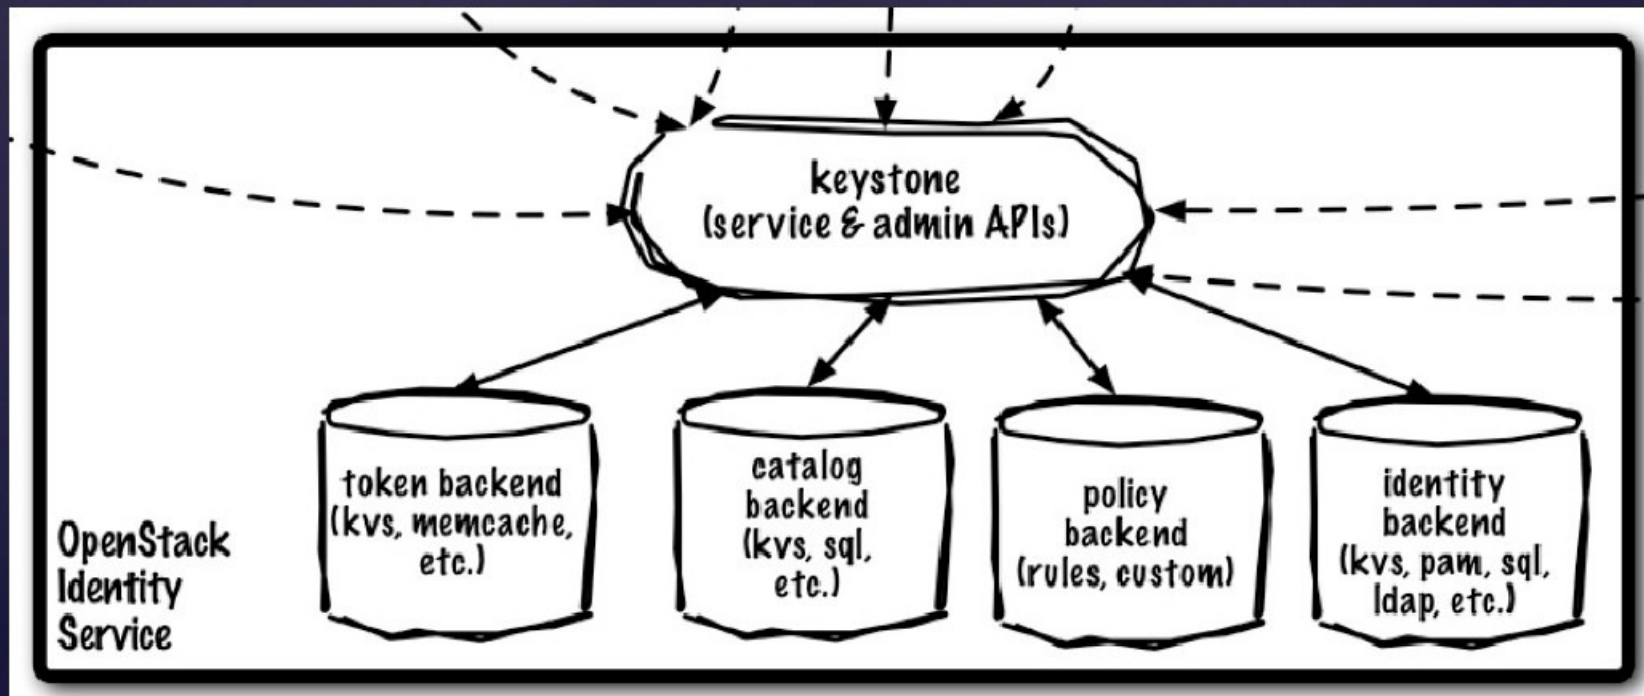 keystone
(service & admin APIs)
token backend
(kvs, memcache,
etc.)
catalog
backend
(kvs, sql,
etc.)
policy
backend
(rules, custom)
identity
backend
(kvs, pam, sql,
ldap, etc.)
OpenStack
Identity
Service